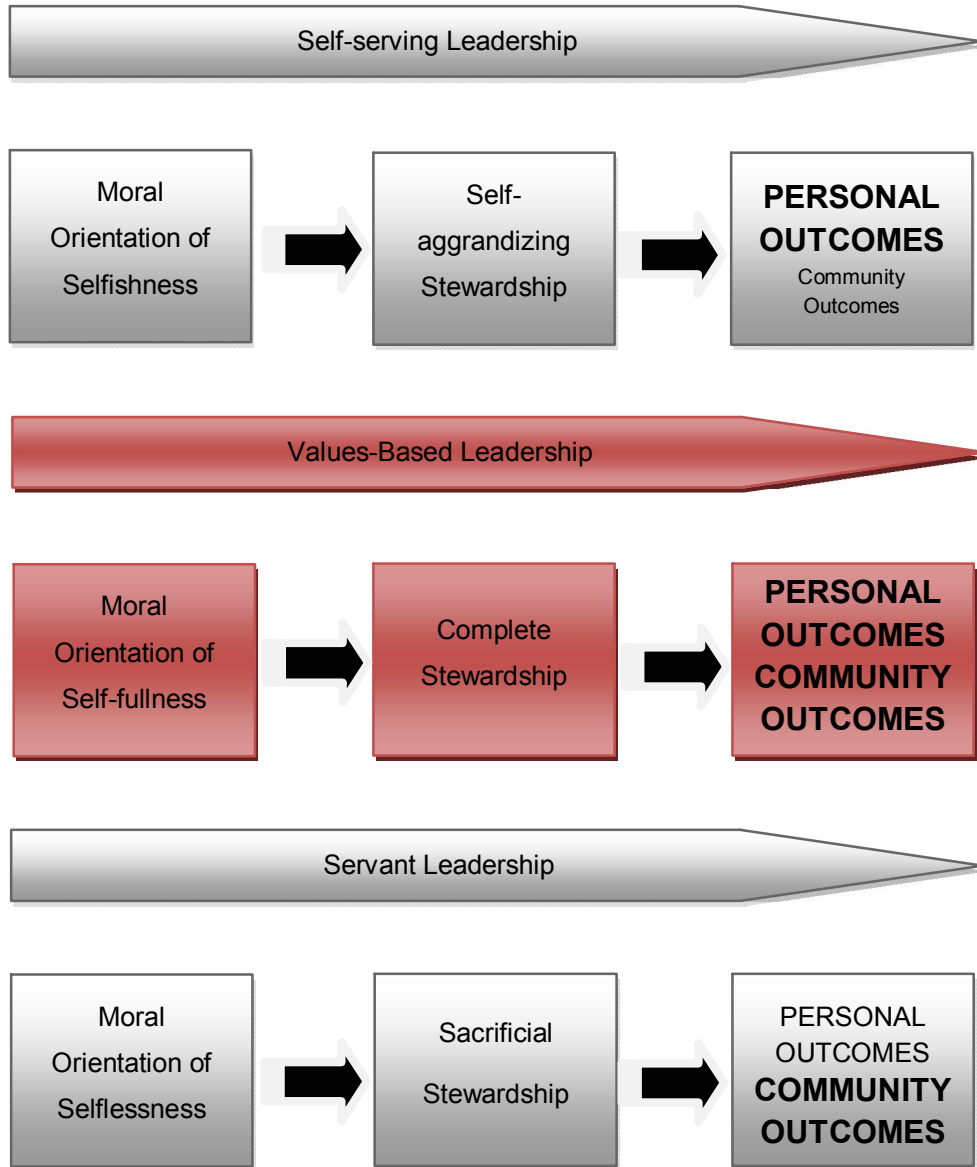 Self-serving Leadership
Moral
Orientation of
Selfishness
Self-
aggrandizing
Stewardship
PERSONAL
OUTCOMES
Community
Outcomes
Values-Based Leadership
Moral
Orientation of
Self-fullness
Complete
Stewardship
PERSONAL
OUTCOMES
COMMUNITY
OUTCOMES
Servant Leadership
Moral
Orientation of
Selflessness
Sacrificial
Stewardship
PERSONAL
OUTCOMES
COMMUNITY
OUTCOMES